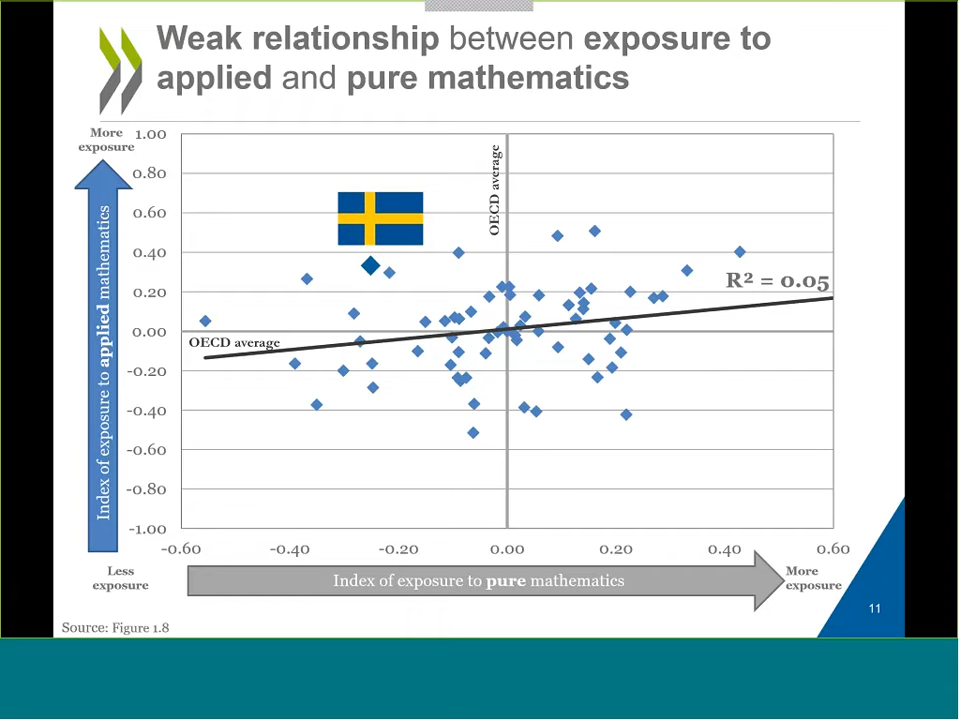 Weak relationship between exposure to
applied and pure mathematics
More
exposure
1.00
0.80
0.60
0.40
0.20
0.00
-0.20
-0.40
-0.60
-0.80
-1.00
Index of exposure to applied mathematics
OECD average
R² = 0.05
OECD average
-0.60 -0.40 -0.20 0.00 0.20 0.40 0.60
Less
exposure
Index of exposure to pure mathematics
More
exposure
11
Source: Figure 1.8